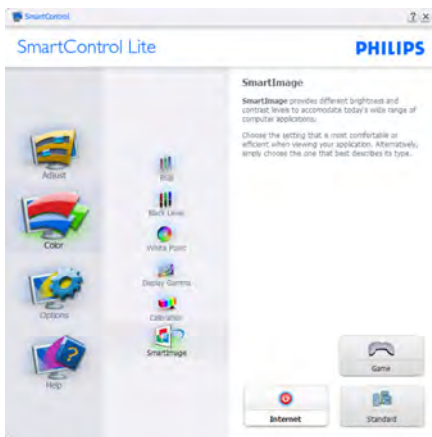 SmartControl
SmartControl Lite
PHILIPS
Adjust
Color
Options
Help
RGB
Black Level
White Point
Display Gamma
Calibration
SmartImage
SmartImage
SmartImage provides different brightness and
contrast levels to accomodate today's wide range of
computer applications.
Choose the setting that is most comfortable or
efficient when viewing your application. Alternatively,
simply choose the one that best describes its type.
Game
Internet
Standard